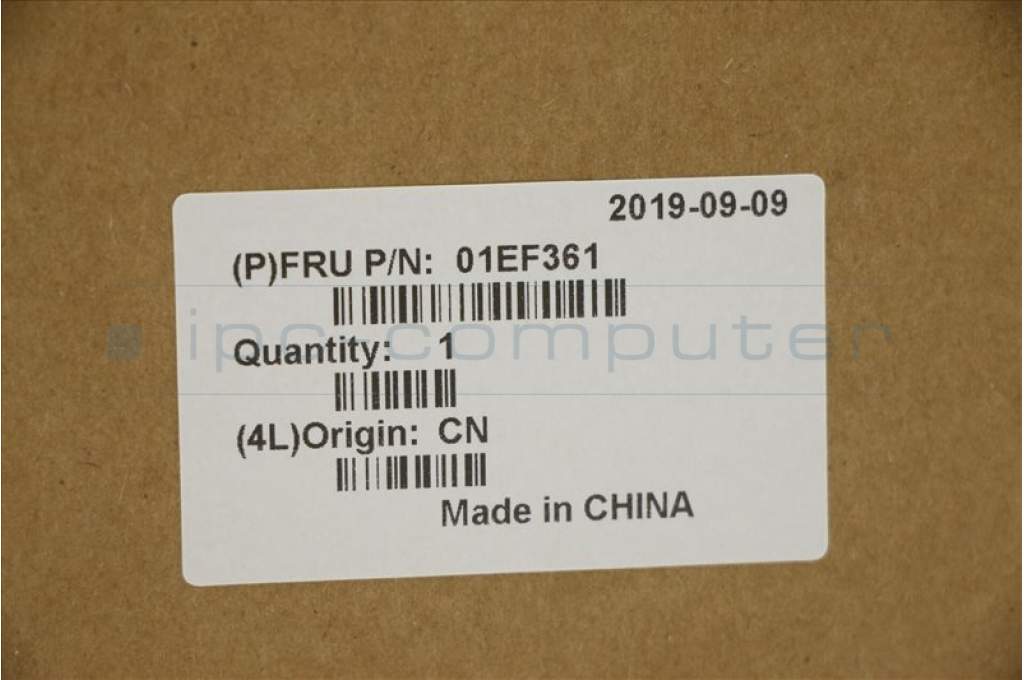 2019-09-09
(P)FRU P/N: 01EF361
ipc-computer
Quantity: 1
(4L)Origin: CN
Made in CHINA